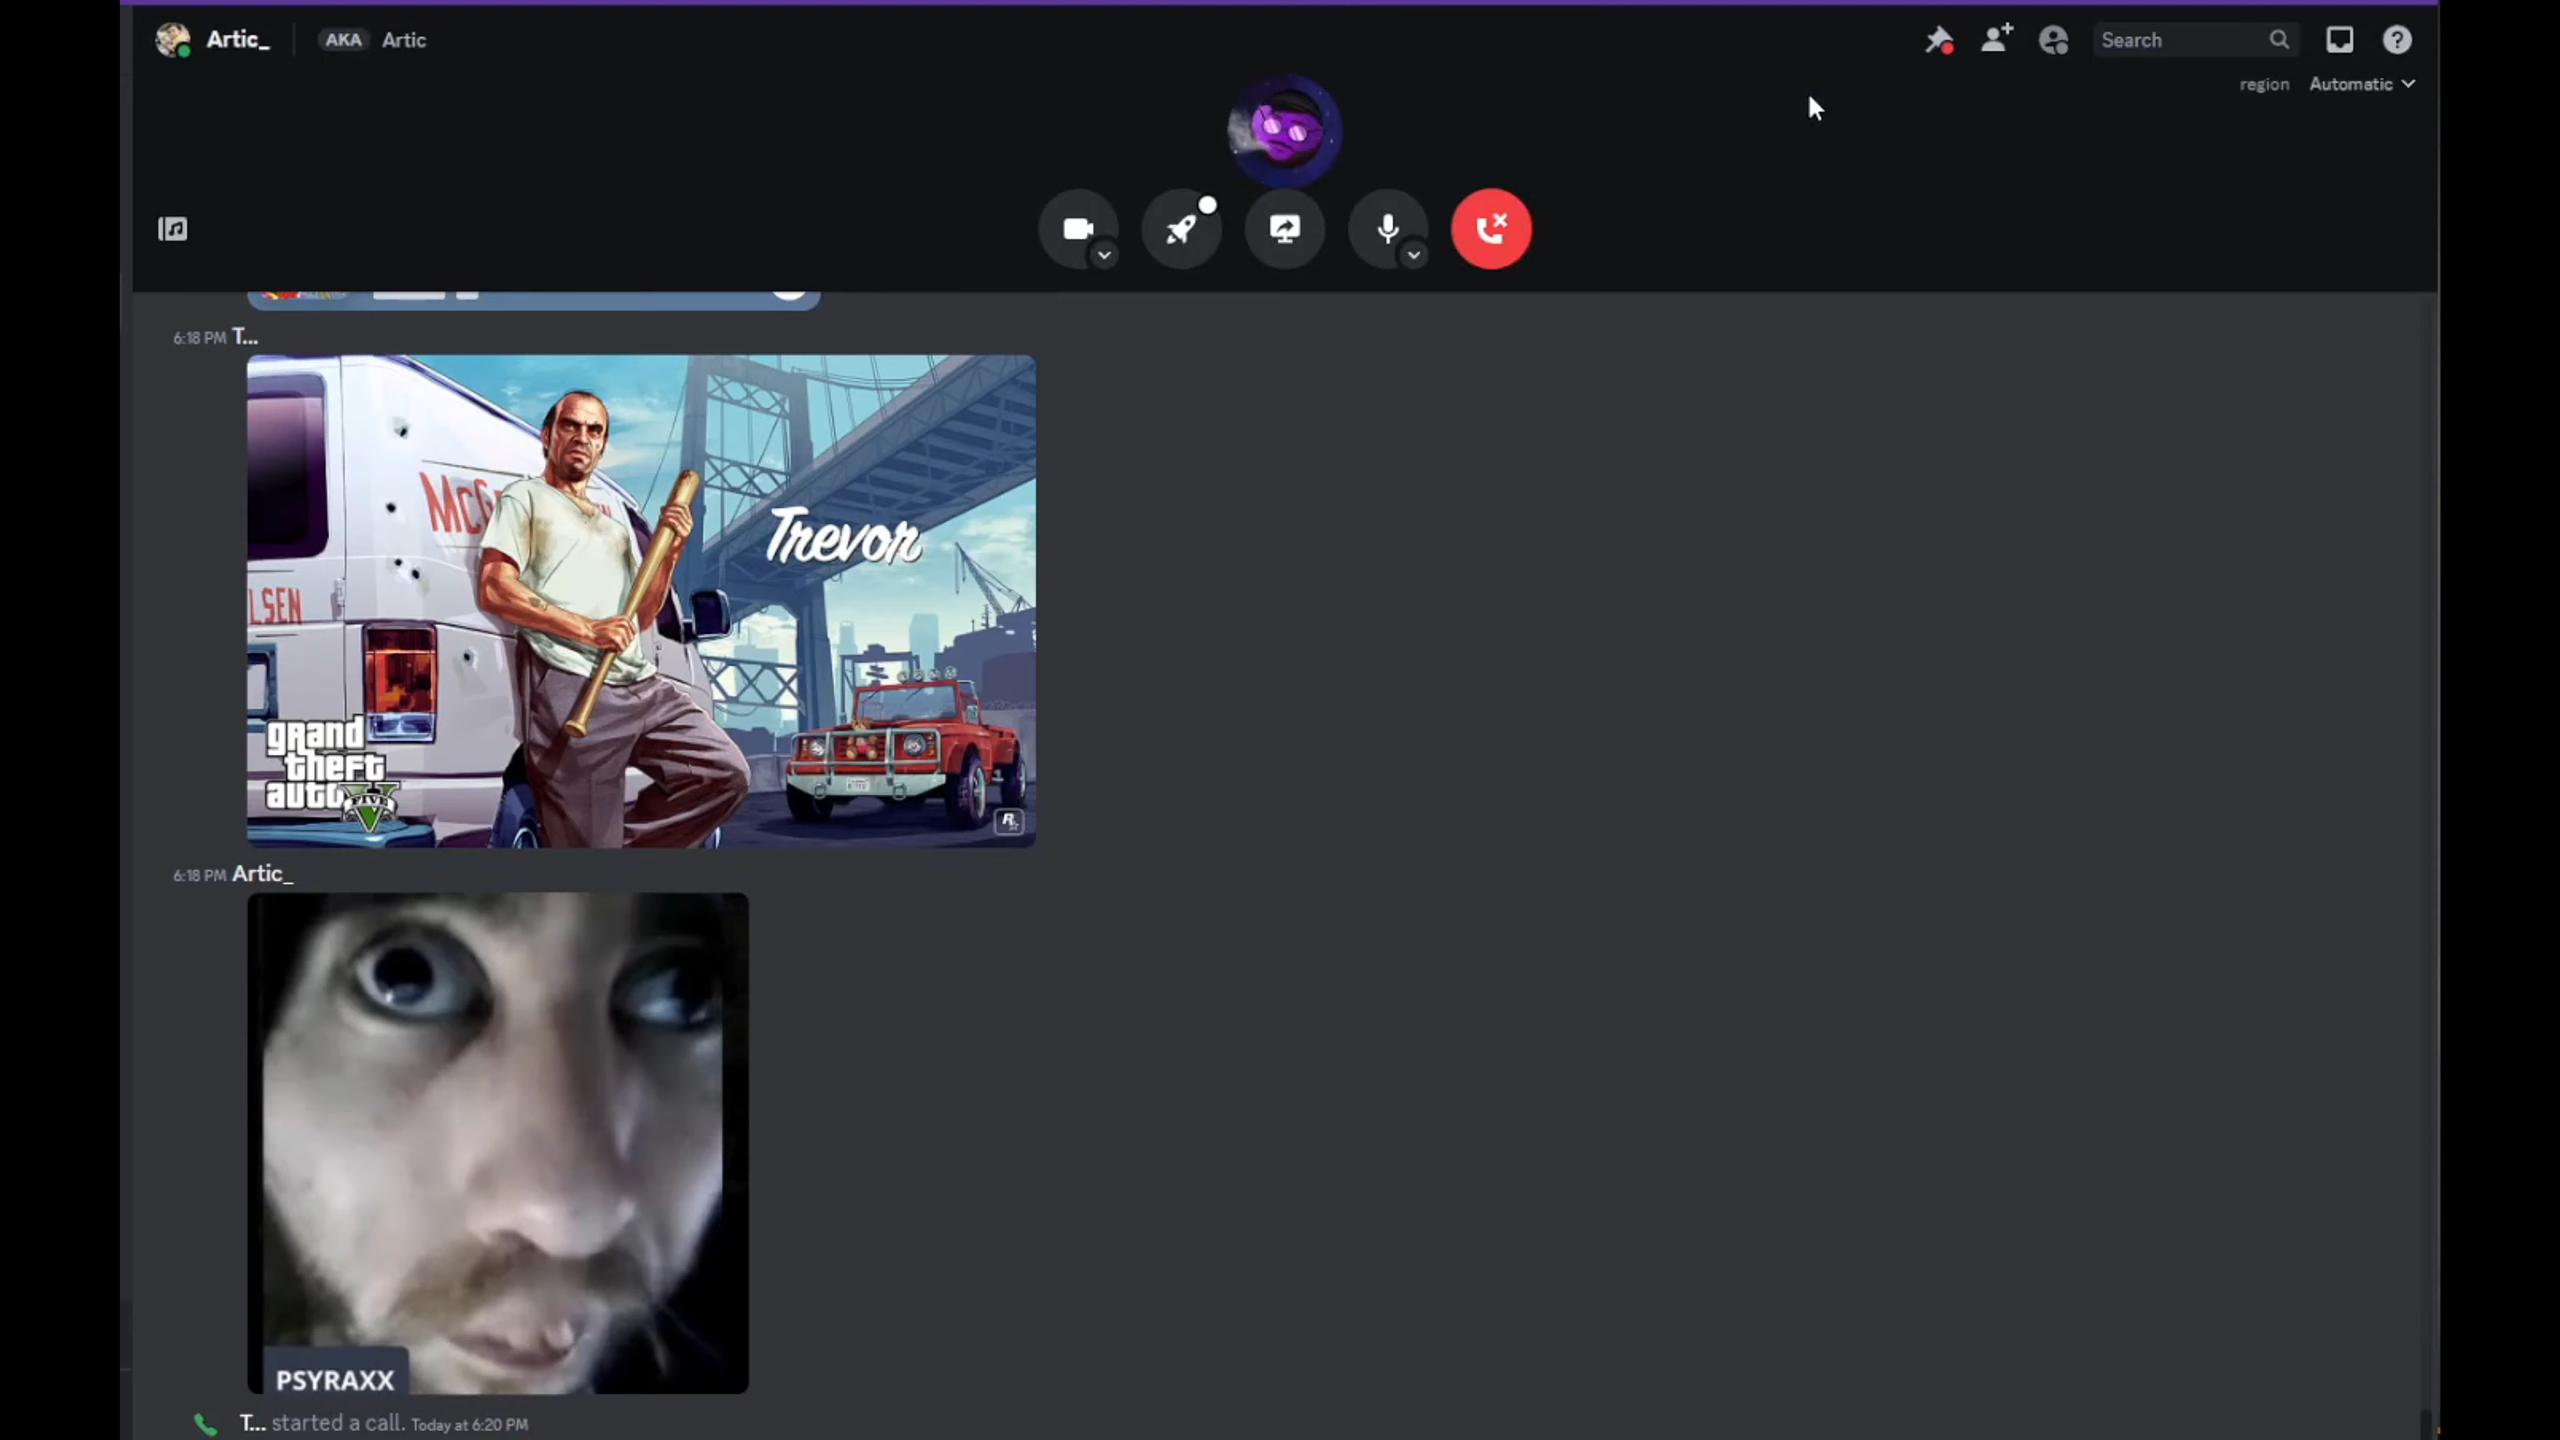 Artic_ AKA Artic Search
region Automatic
6:18 PM T...
McG
LSEN
Trevor
grand
theft
auto
FIVE
V
R
6:18 PM Artic_
PSYRAXX
T... started a call. Today at 6:20 PM